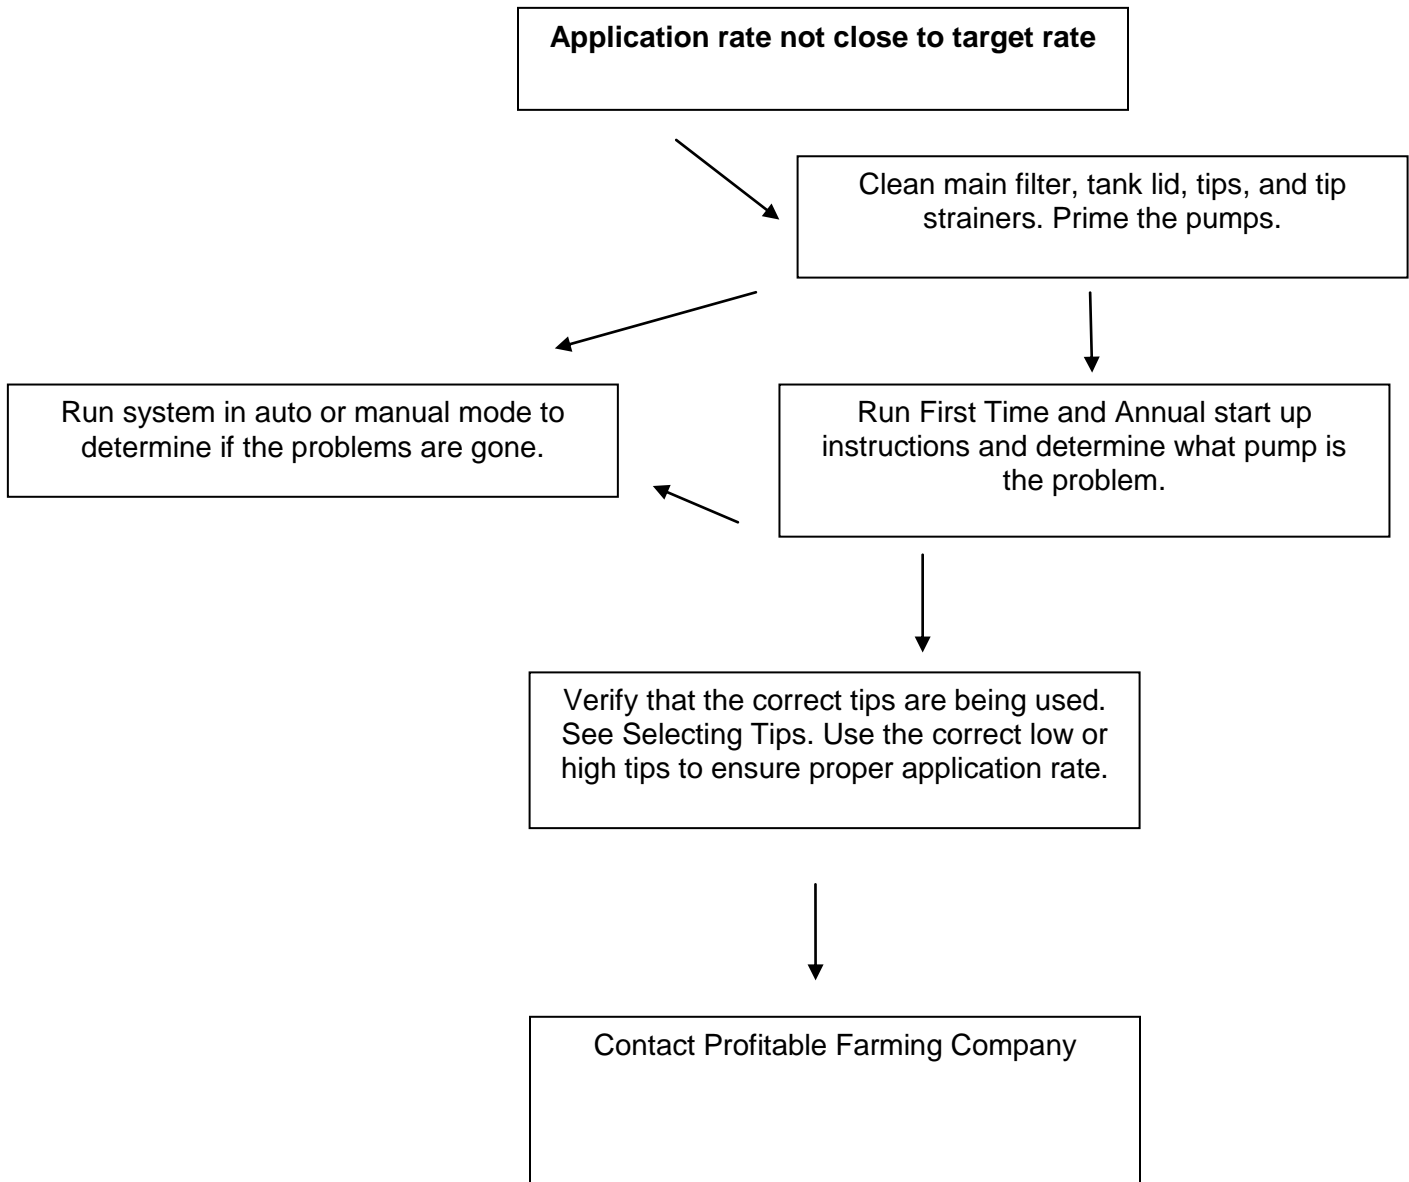 Application rate not close to target rate
Clean main filter, tank lid, tips, and tip
strainers. Prime the pumps.
Run system in auto or manual mode to
determine if the problems are gone.
Run First Time and Annual start up
instructions and determine what pump is
the problem.
Verify that the correct tips are being used.
See Selecting Tips. Use the correct low or
high tips to ensure proper application rate.
Contact Profitable Farming Company